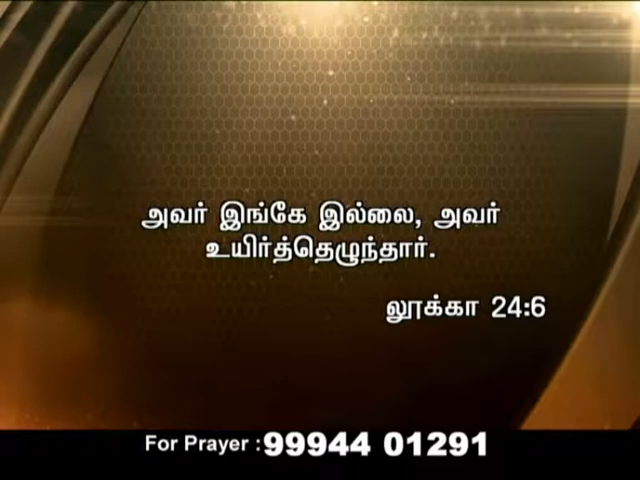 அவர் இங்கே இல்லை, அவர்
உயிர்த்தெழுந்தார்.
லூக்கா 24:6
For Prayer : 99944 01291